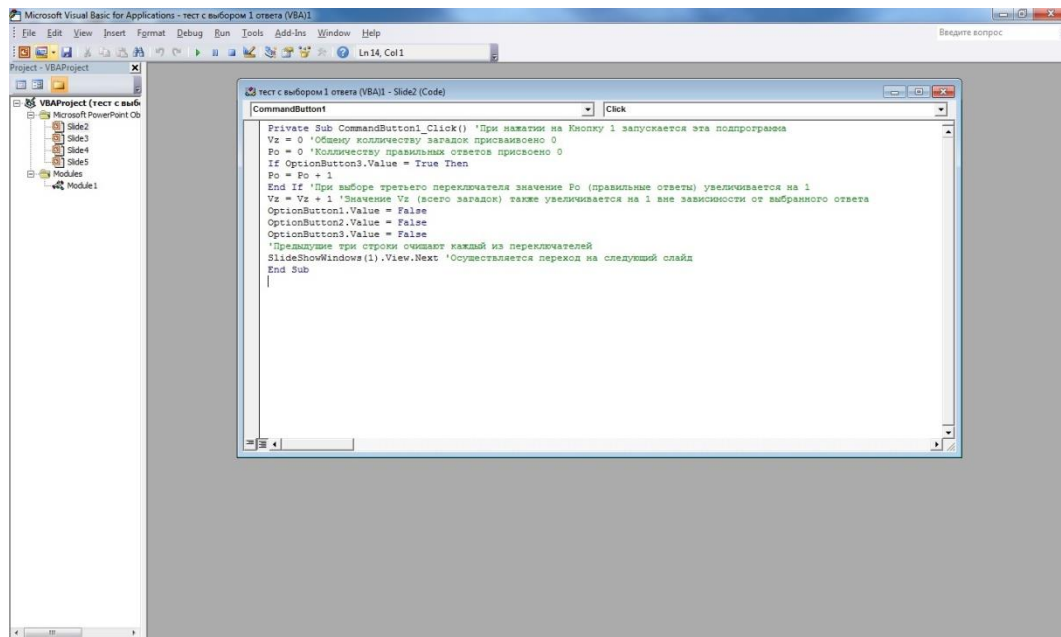 Microsoft Visual Basic for Applications - тест с выбором 1 ответа (VBA)1
File Edit View Insert Format Debug Run Tools Add-Ins Window Help
Введите вопрос
Ln 14, Col 1
Project - VBAProject
VBAProject (тест с выбо
Microsoft PowerPoint Ob
Slide2
Slide3
Slide4
Slide5
Modules
Module1
тест с выбором 1 ответа (VBA)1 - Slide2 (Code)
CommandButton1 Click
Private Sub CommandButton1_Click() 'При нажатии на Кнопку 1 запускается эта подпрограмма
Vz = 0 'Общему колличеству загадок присваивоено 0
Po = 0 'Колличеству правильных ответов присвоено 0
If OptionButton3.Value = True Then
Po = Po + 1
End If 'При выборе третьего переключателя значение Po (правильные ответы) увеличивается на 1
Vz = Vz + 1 'Значение Vz (всего загадок) также увеличивается на 1 вне зависиности от выбранного ответа
OptionButton1.Value = False
OptionButton2.Value = False
OptionButton3.Value = False
'Предыдущие три строки очишают каждый из переключателей
SlideShowWindows(1).View.Next 'Осуществляется переход на следующий слайд
End Sub